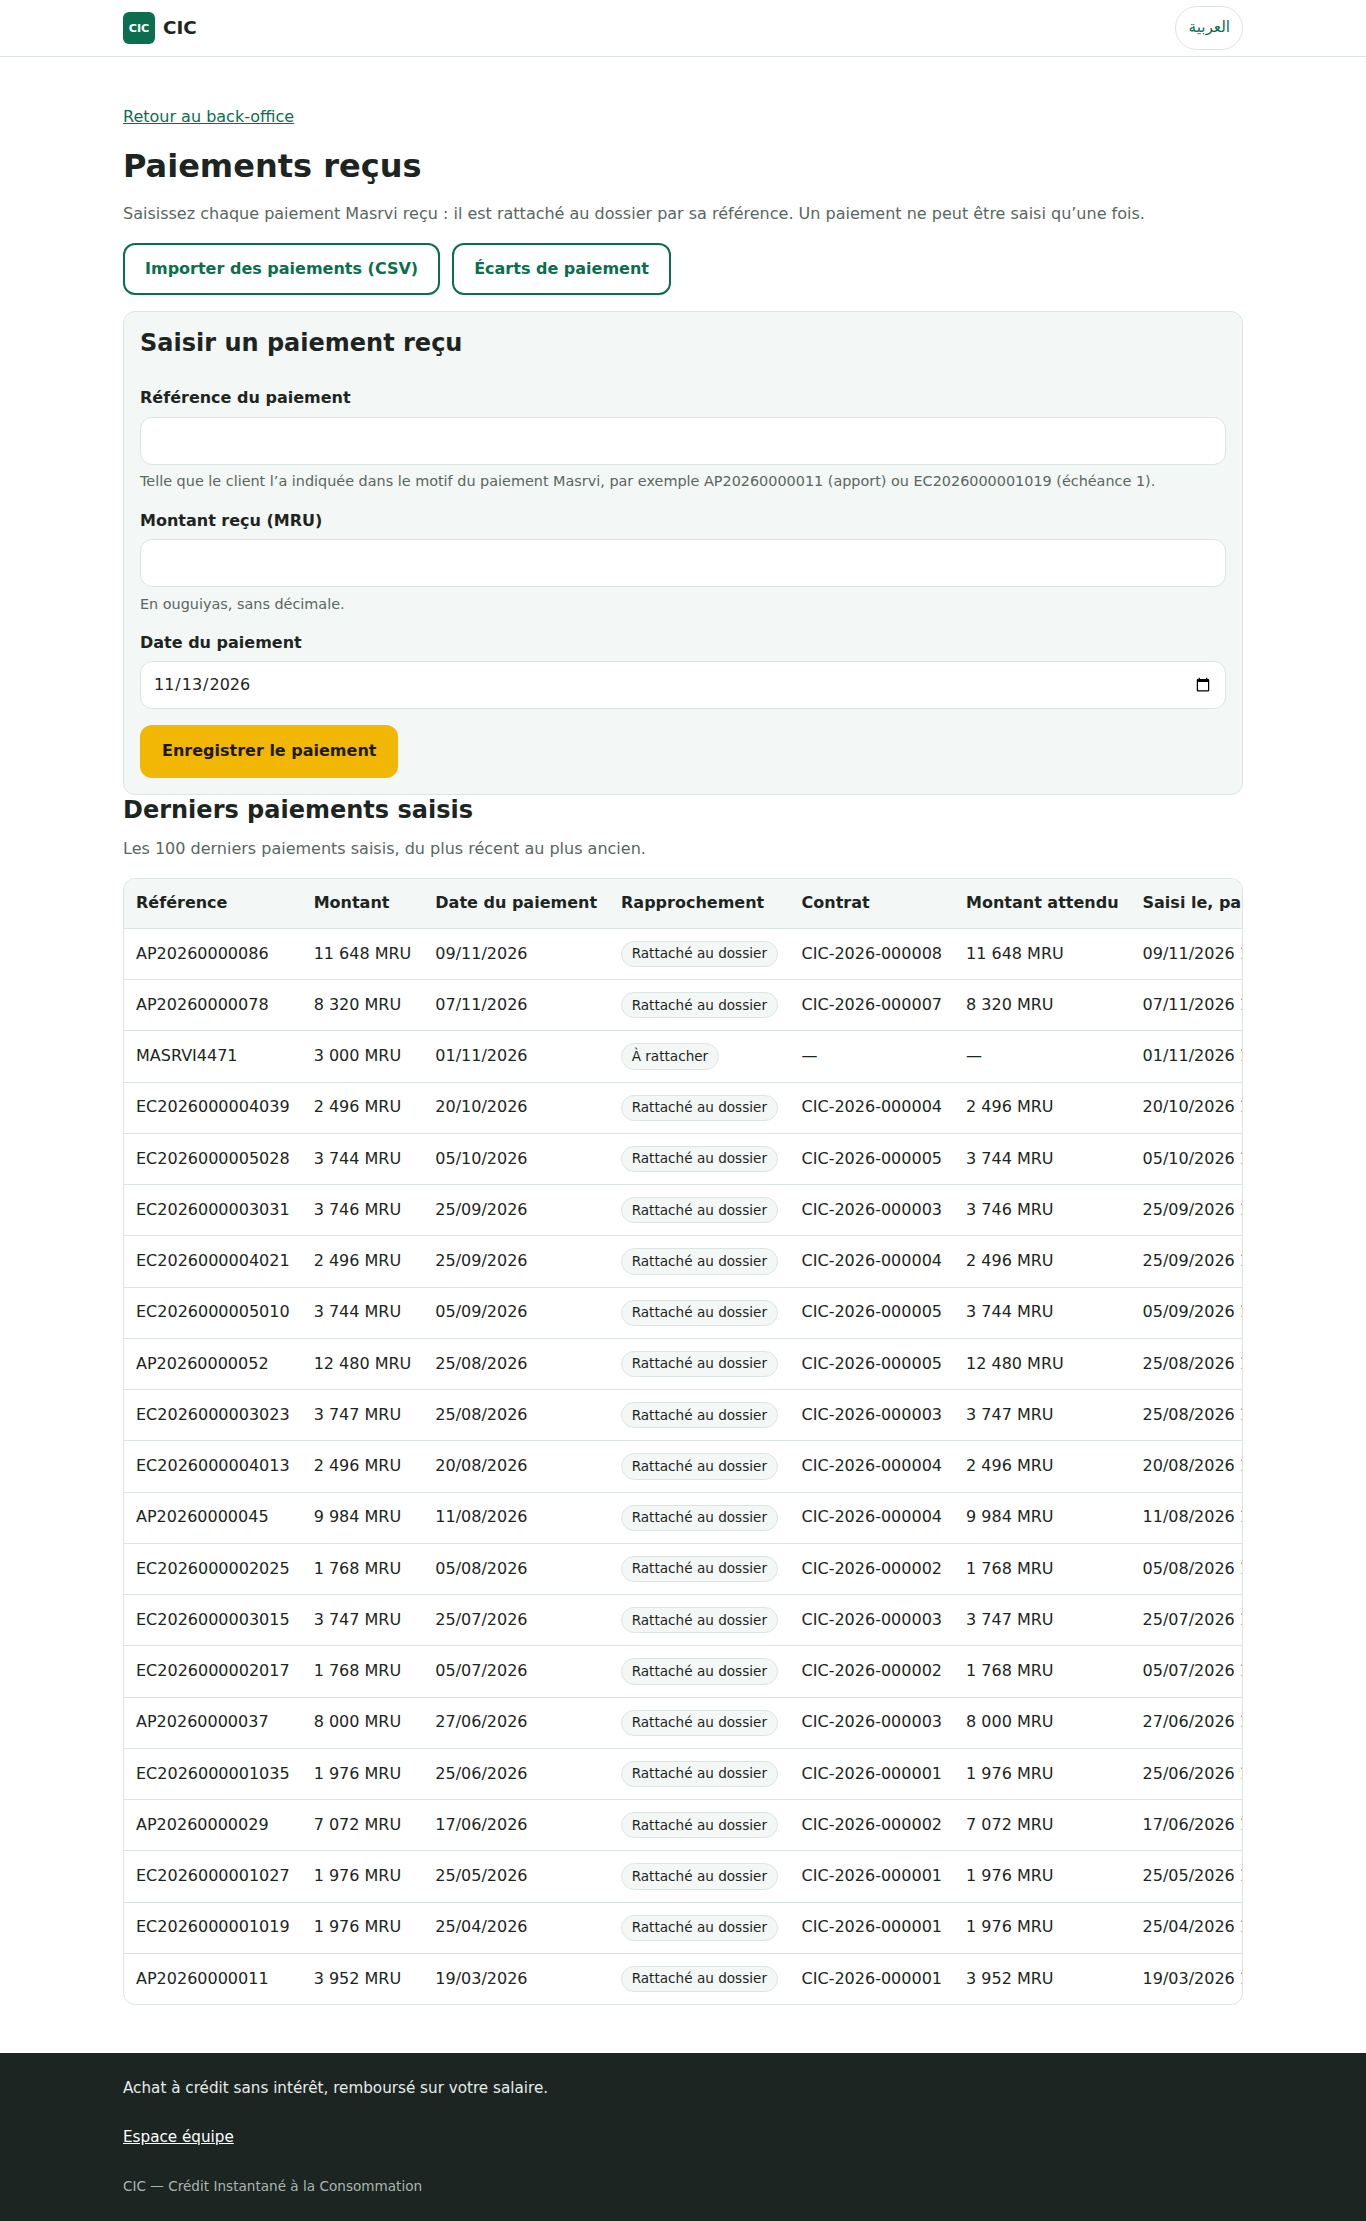 CIC CIC العربية
Retour au back-office
Paiements reçus
Saisissez chaque paiement Masrvi reçu : il est rattaché au dossier par sa référence. Un paiement ne peut être saisi qu’une fois.
Importer des paiements (CSV) Écarts de paiement
Saisir un paiement reçu
Référence du paiement
Telle que le client l’a indiquée dans le motif du paiement Masrvi, par exemple AP20260000011 (apport) ou EC2026000001019 (échéance 1).
Montant reçu (MRU)
En ouguiyas, sans décimale.
Date du paiement
11/13/2026
Enregistrer le paiement
Derniers paiements saisis
Les 100 derniers paiements saisis, du plus récent au plus ancien.
Référence Montant Date du paiement Rapprochement Contrat Montant attendu Saisi le, pa
AP20260000086 11 648 MRU 09/11/2026 Rattaché au dossier CIC-2026-000008 11 648 MRU 09/11/2026
AP20260000078 8 320 MRU 07/11/2026 Rattaché au dossier CIC-2026-000007 8 320 MRU 07/11/2026
MASRVI4471 3 000 MRU 01/11/2026 À rattacher — — 01/11/2026
EC2026000004039 2 496 MRU 20/10/2026 Rattaché au dossier CIC-2026-000004 2 496 MRU 20/10/2026
EC2026000005028 3 744 MRU 05/10/2026 Rattaché au dossier CIC-2026-000005 3 744 MRU 05/10/2026
EC2026000003031 3 746 MRU 25/09/2026 Rattaché au dossier CIC-2026-000003 3 746 MRU 25/09/2026
EC2026000004021 2 496 MRU 25/09/2026 Rattaché au dossier CIC-2026-000004 2 496 MRU 25/09/2026
EC2026000005010 3 744 MRU 05/09/2026 Rattaché au dossier CIC-2026-000005 3 744 MRU 05/09/2026
AP20260000052 12 480 MRU 25/08/2026 Rattaché au dossier CIC-2026-000005 12 480 MRU 25/08/2026
EC2026000003023 3 747 MRU 25/08/2026 Rattaché au dossier CIC-2026-000003 3 747 MRU 25/08/2026
EC2026000004013 2 496 MRU 20/08/2026 Rattaché au dossier CIC-2026-000004 2 496 MRU 20/08/2026
AP20260000045 9 984 MRU 11/08/2026 Rattaché au dossier CIC-2026-000004 9 984 MRU 11/08/2026
EC2026000002025 1 768 MRU 05/08/2026 Rattaché au dossier CIC-2026-000002 1 768 MRU 05/08/2026
EC2026000003015 3 747 MRU 25/07/2026 Rattaché au dossier CIC-2026-000003 3 747 MRU 25/07/2026
EC2026000002017 1 768 MRU 05/07/2026 Rattaché au dossier CIC-2026-000002 1 768 MRU 05/07/2026
AP20260000037 8 000 MRU 27/06/2026 Rattaché au dossier CIC-2026-000003 8 000 MRU 27/06/2026
EC2026000001035 1 976 MRU 25/06/2026 Rattaché au dossier CIC-2026-000001 1 976 MRU 25/06/2026
AP20260000029 7 072 MRU 17/06/2026 Rattaché au dossier CIC-2026-000002 7 072 MRU 17/06/2026
EC2026000001027 1 976 MRU 25/05/2026 Rattaché au dossier CIC-2026-000001 1 976 MRU 25/05/2026
EC2026000001019 1 976 MRU 25/04/2026 Rattaché au dossier CIC-2026-000001 1 976 MRU 25/04/2026
AP20260000011 3 952 MRU 19/03/2026 Rattaché au dossier CIC-2026-000001 3 952 MRU 19/03/2026
Achat à crédit sans intérêt, remboursé sur votre salaire.
Espace équipe
CIC — Crédit Instantané à la Consommation